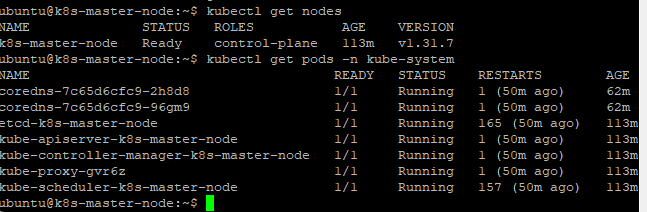 ubuntu@k8s-master-node:~$ kubectl get nodes
NAME STATUS ROLES AGE VERSION
k8s-master-node Ready control-plane 113m v1.31.7
ubuntu@k8s-master-node:~$ kubectl get pods -n kube-system
NAME READY STATUS RESTARTS AGE
coredns-7c65d6cfc9-2h8d8 1/1 Running 1 (50m ago) 62m
coredns-7c65d6cfc9-96gm9 1/1 Running 1 (50m ago) 62m
etcd-k8s-master-node 1/1 Running 165 (50m ago) 113m
kube-apiserver-k8s-master-node 1/1 Running 1 (50m ago) 113m
kube-controller-manager-k8s-master-node 1/1 Running 1 (50m ago) 113m
kube-proxy-gvr6z 1/1 Running 1 (50m ago) 113m
kube-scheduler-k8s-master-node 1/1 Running 157 (50m ago) 113m
ubuntu@k8s-master-node:~$